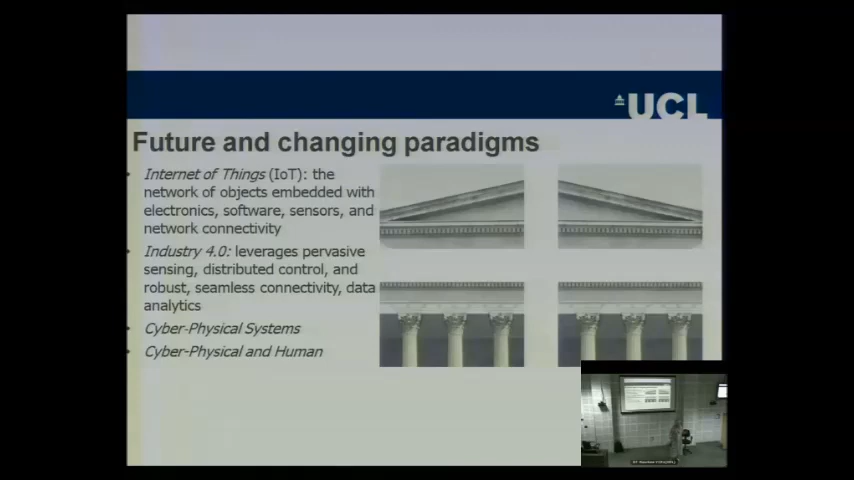 UCL
Future and changing paradigms
• Internet of Things (IoT): the
network of objects embedded with
electronics, software, sensors, and
network connectivity
• Industry 4.0: leverages pervasive
sensing, distributed control, and
robust, seamless connectivity, data
analytics
• Cyber-Physical Systems
• Cyber-Physical and Human